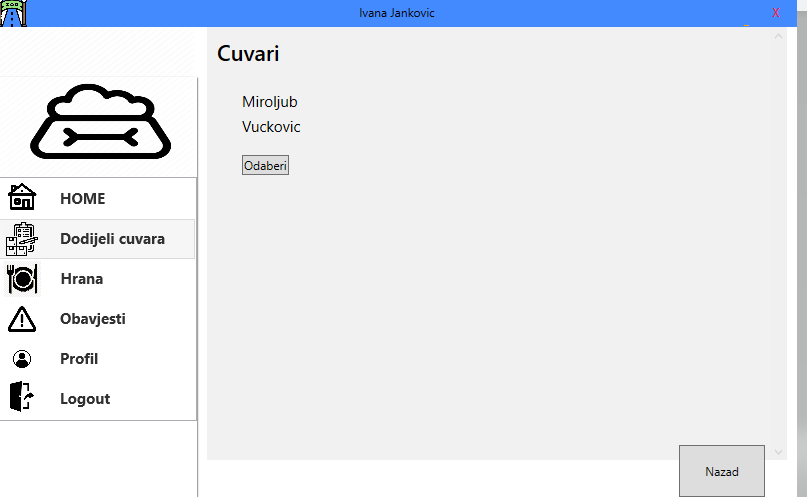 ZOO
Ivana Jankovic
_
X
Cuvari
Miroljub
Vuckovic
Odaberi
HOME
Dodijeli cuvara
Hrana
Obavjesti
Profil
Logout
Nazad